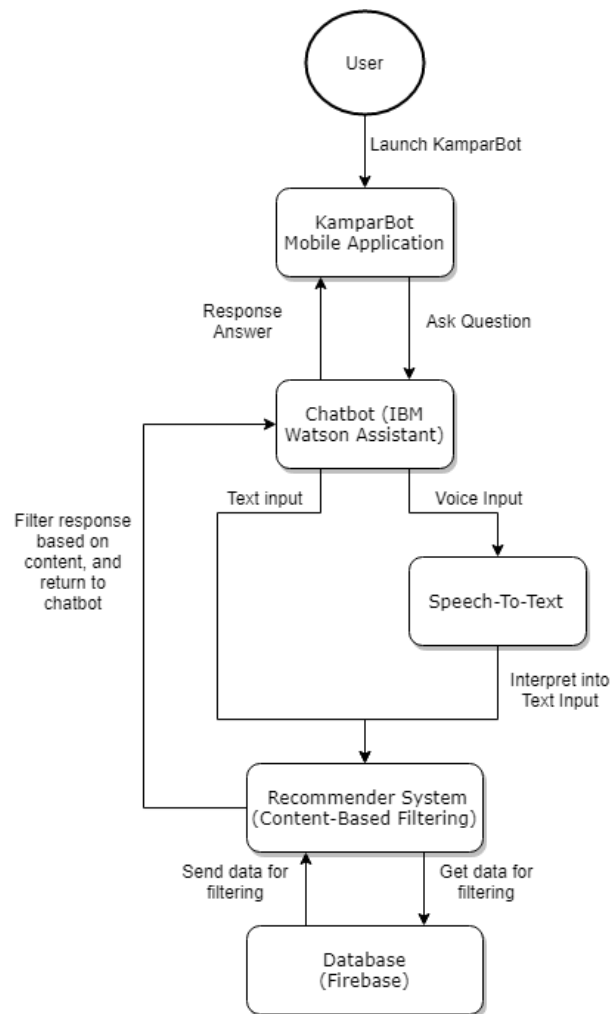 User
Launch KamparBot
KamparBot
Mobile Application
Response
Answer
Ask Question
Chatbot (IBM
Watson Assistant)
Text input
Voice Input
Filter response
based on
content, and
return to
chatbot
Speech-To-Text
Interpret into
Text Input
Recommender System
(Content-Based Filtering)
Send data for
filtering
Get data for
filtering
Database
(Firebase)